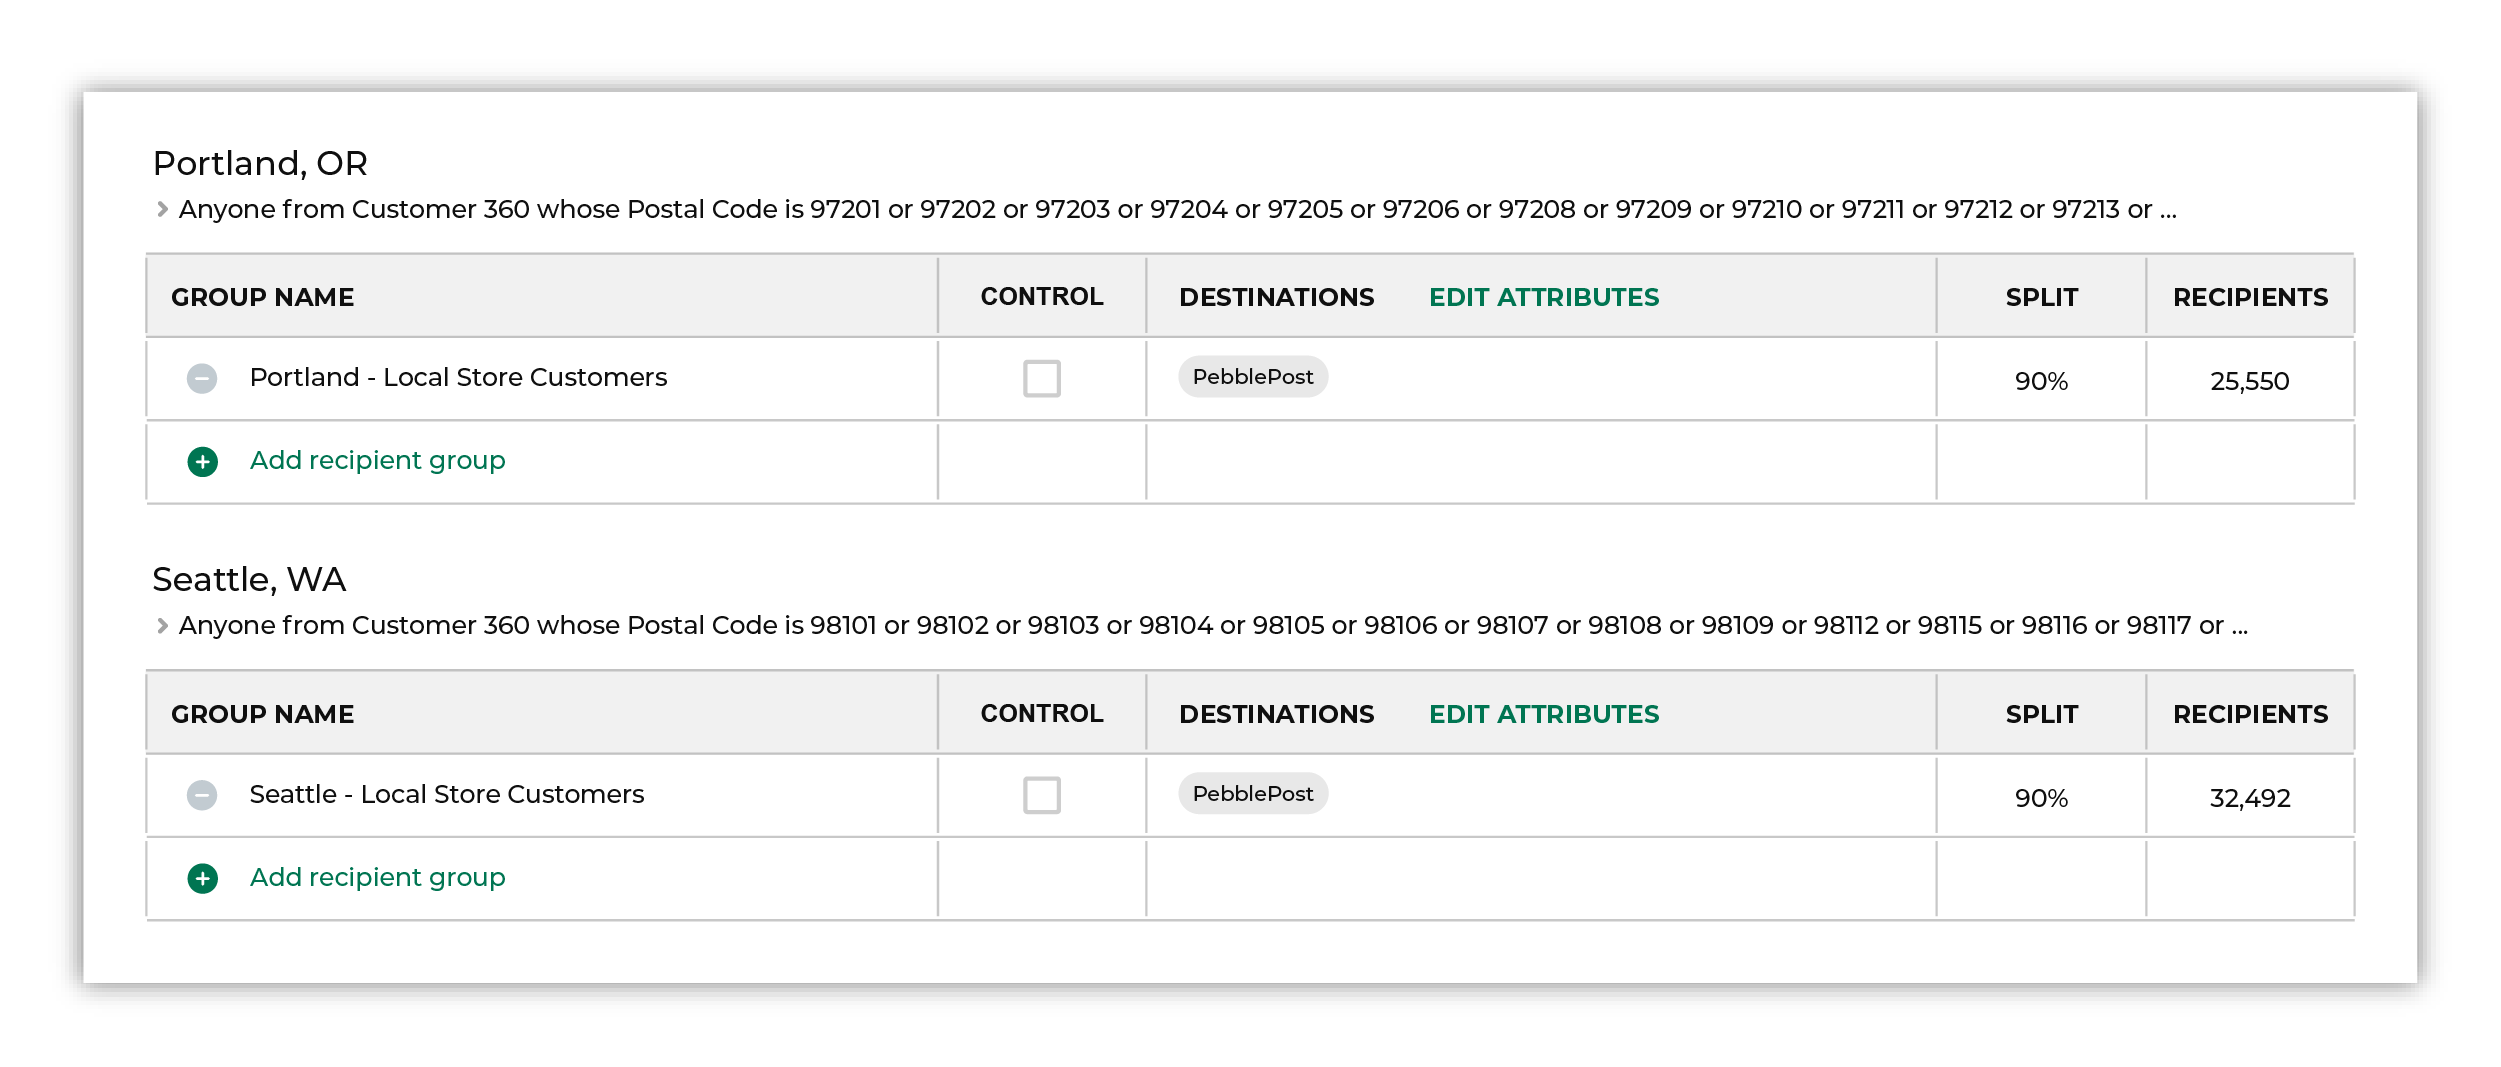 Portland, OR
Anyone from Customer 360 whose Postal Code is 97201 or 97202 or 97203 or 97204 or 97205 or 97206 or 97208 or 97209 or 97210 or 97211 or 97212 or 97213 or ...
GROUP NAME CONTROL DESTINATIONS EDIT ATTRIBUTES SPLIT RECIPIENTS
Portland - Local Store Customers PebblePost 90% 25,550
Add recipient group
Seattle, WA
Anyone from Customer 360 whose Postal Code is 98101 or 98102 or 98103 or 98104 or 98105 or 98106 or 98107 or 98108 or 98109 or 98112 or 98115 or 98116 or 98117 or ...
GROUP NAME CONTROL DESTINATIONS EDIT ATTRIBUTES SPLIT RECIPIENTS
Seattle - Local Store Customers PebblePost 90% 32,492
Add recipient group